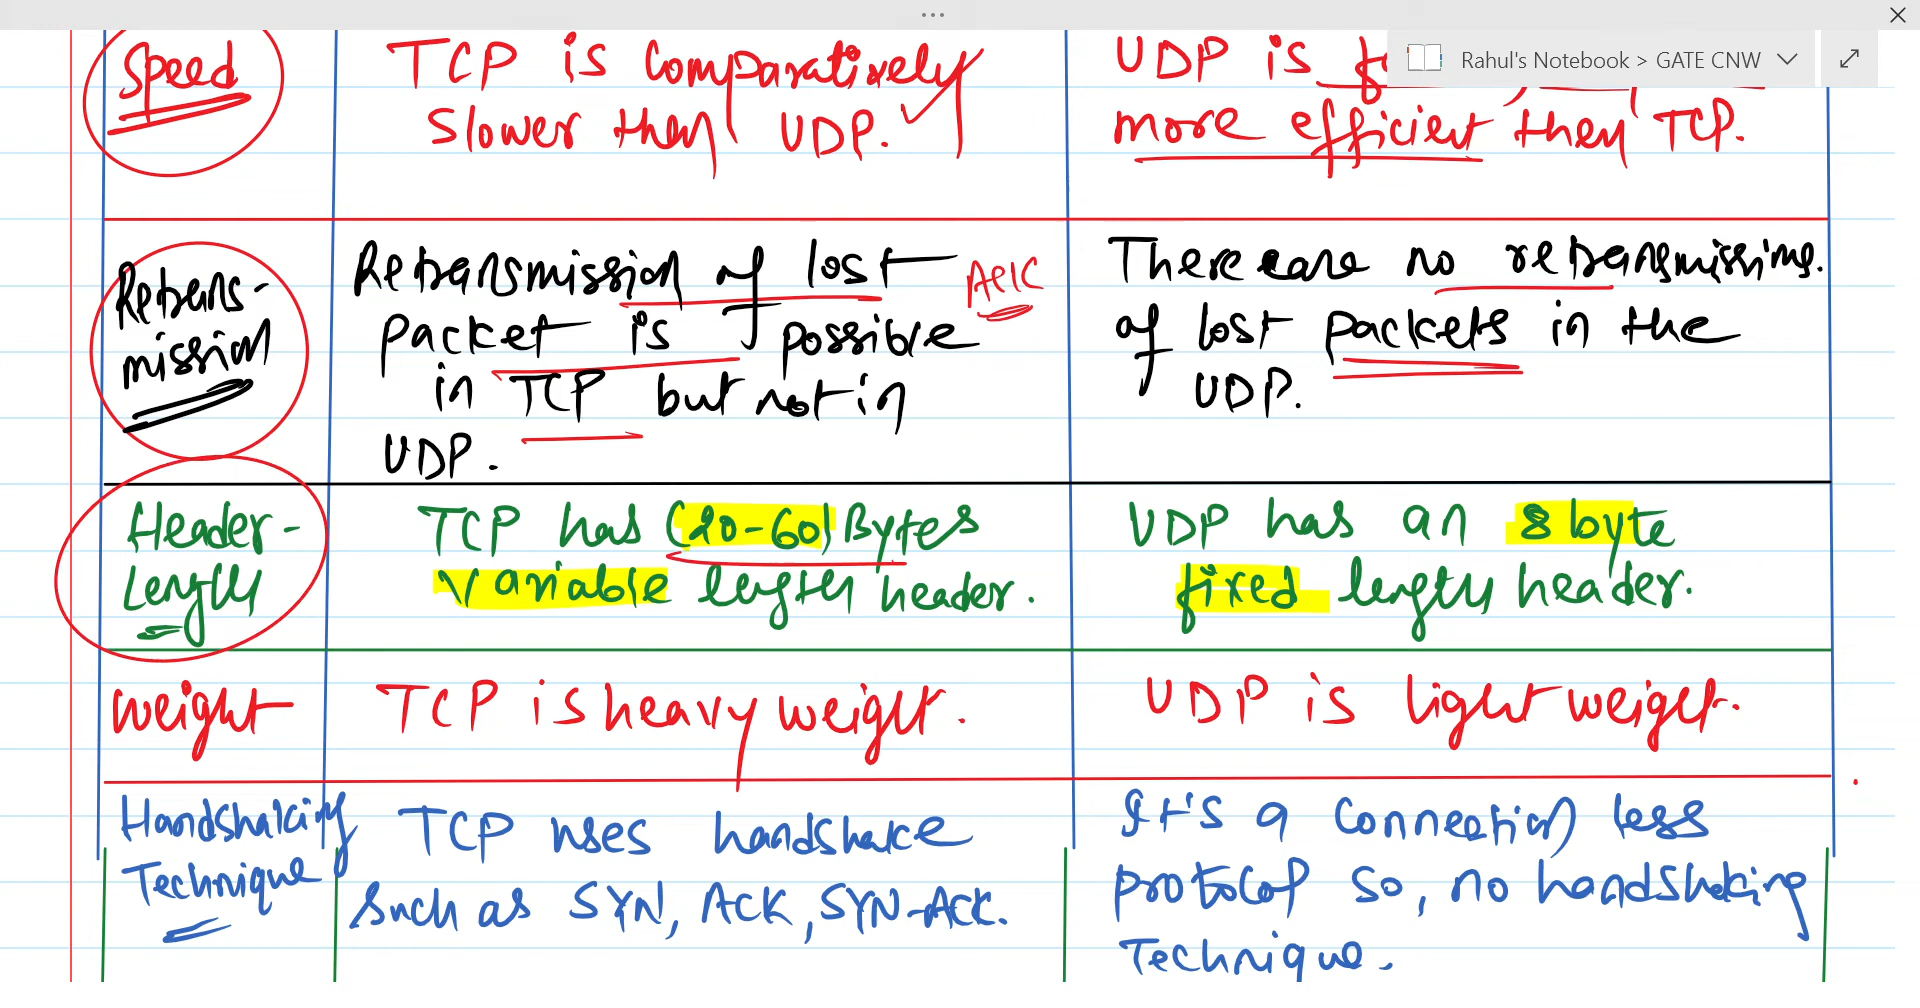 Rahul's Notebook > GATE CNW
Speed
TCP is comparatively
slower then UDP.
UDP is
more efficient then TCP.
Retrans-
mission
Retransmission of lost
packet is possible
in TCP but not in
UDP.
There are no retransmissing.
of lost packets in the
UDP.
Header-
Length
TCP has (20-60) Bytes
variable length header.
UDP has an 8 byte
fixed length header.
weight
TCP is heavy weight.
UDP is light weight.
Handshaking
Technique
TCP uses handshake
such as SYN, ACK, SYN-ACK.
It's a connection less
protocol so, no handshaking
Technique.